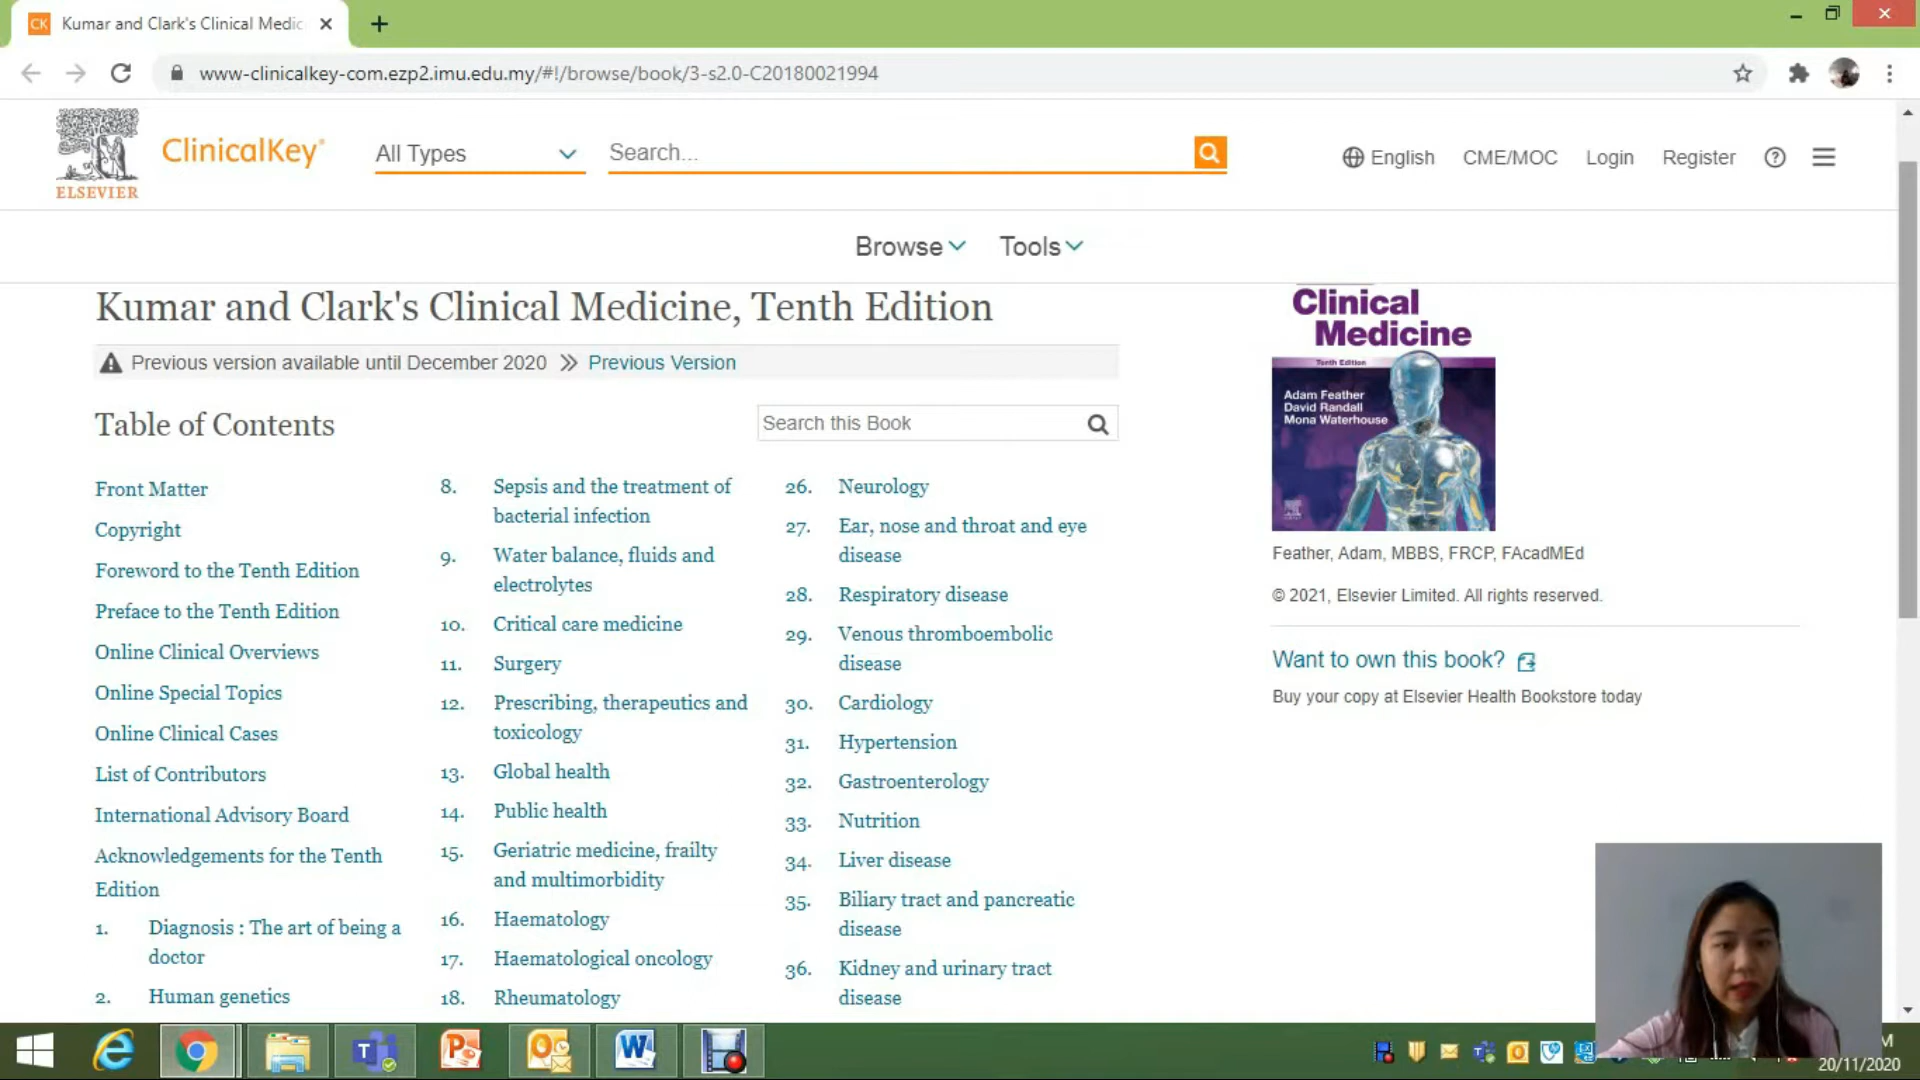 CK Kumar and Clark's Clinical Medic
www-clinicalkey-com.ezp2.imu.edu.my/#!/browse/book/3-s2.0-C20180021994
ELSEVIER
ClinicalKey
All Types
Search...
English
CME/MOC
Login
Register
Browse
Tools
Kumar and Clark's Clinical Medicine, Tenth Edition
Previous version available until December 2020 Previous Version
Table of Contents
Search this Book
Front Matter
Copyright
Foreword to the Tenth Edition
Preface to the Tenth Edition
Online Clinical Overviews
Online Special Topics
Online Clinical Cases
List of Contributors
International Advisory Board
Acknowledgements for the Tenth
Edition
1. Diagnosis : The art of being a
doctor
2. Human genetics
8. Sepsis and the treatment of
bacterial infection
9. Water balance, fluids and
electrolytes
10. Critical care medicine
11. Surgery
12. Prescribing, therapeutics and
toxicology
13. Global health
14. Public health
15. Geriatric medicine, frailty
and multimorbidity
16. Haematology
17. Haematological oncology
18. Rheumatology
26. Neurology
27. Ear, nose and throat and eye
disease
28. Respiratory disease
29. Venous thromboembolic
disease
30. Cardiology
31. Hypertension
32. Gastroenterology
33. Nutrition
34. Liver disease
35. Biliary tract and pancreatic
disease
36. Kidney and urinary tract
disease
Clinical
Medicine
Tenth Edition
Adam Feather
David Randall
Mona Waterhouse
Feather, Adam, MBBS, FRCP, FAcadMEd
© 2021, Elsevier Limited. All rights reserved.
Want to own this book?
Buy your copy at Elsevier Health Bookstore today
M
20/11/2020